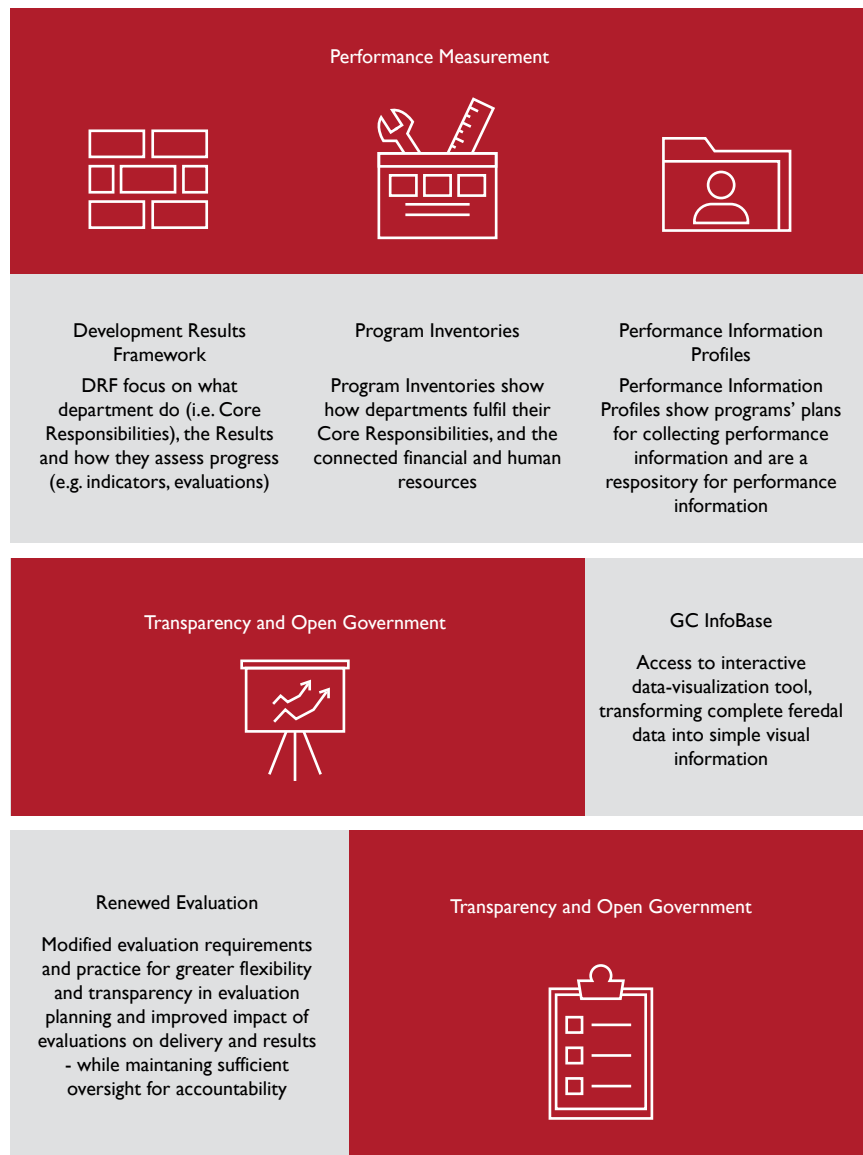 Performance Measurement
Development Results
Framework
DRF focus on what
department do (i.e. Core
Responsibilities), the Results
and how they assess progress
(e.g. indicators, evaluations)
Program Inventories
Program Inventories show
how departments fulfil their
Core Responsibilities, and the
connected financial and human
resources
Performance Information
Profiles
Performance Information
Profiles show programs' plans
for collecting performance
information and are a
respository for performance
information
Transparency and Open Government
GC InfoBase
Access to interactive
data-visualization tool,
transforming complete feredal
data into simple visual
information
Renewed Evaluation
Modified evaluation requirements
and practice for greater flexibility
and transparency in evaluation
planning and improved impact of
evaluations on delivery and results
- while maintaning sufficient
oversight for accountability
Transparency and Open Government